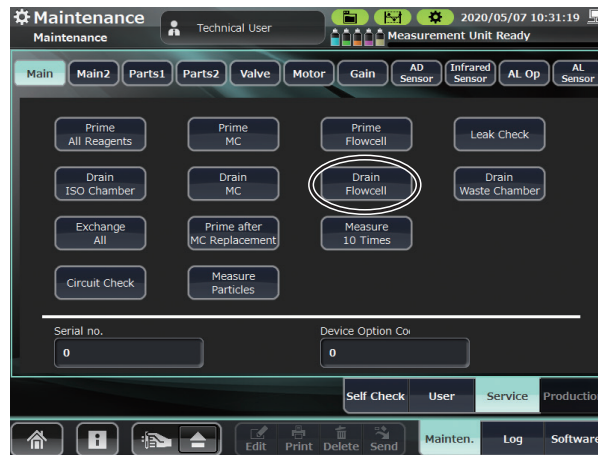 Maintenance
Technical User
2020/05/07 10:31:19
Maintenance
Measurement Unit Ready
Main
Main2
Parts1
Parts2
Valve
Motor
Gain
AD
Sensor
Infrared
Sensor
AL Op
AL
Sensor
Prime
All Reagents
Prime
MC
Prime
Flowcell
Leak Check
Drain
ISO Chamber
Drain
MC
Drain
Flowcell
Drain
Waste Chamber
Exchange
All
Prime after
MC Replacement
Measure
10 Times
Circuit Check
Measure
Particles
Serial no.
Device Option Co
0
0
Self Check
User
Service
Productio
Edit
Print
Delete
Send
Mainten.
Log
Software